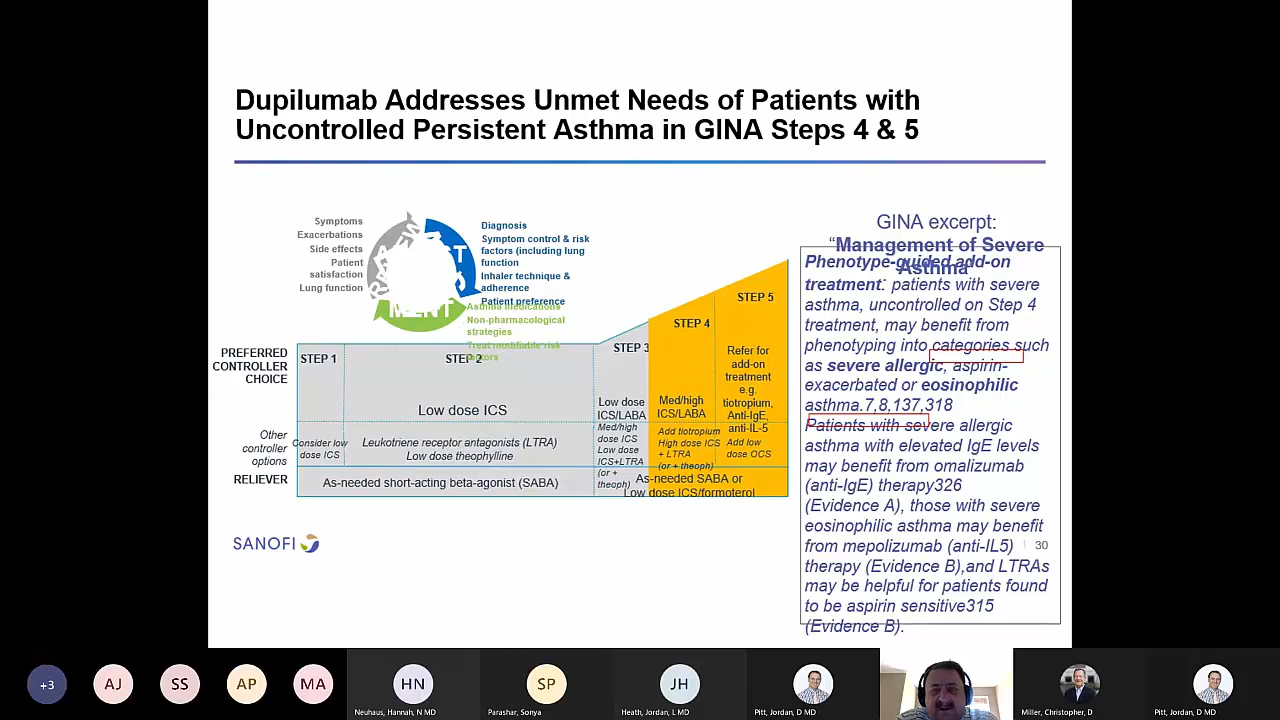 Dupilumab Addresses Unmet Needs of Patients with
Uncontrolled Persistent Asthma in GINA Steps 4 & 5
Symptoms
Exacerbations
Side effects
Patient
satisfaction
Lung function
Diagnosis
Symptom control & risk
factors (including lung
function
Inhaler technique &
adherence
Patient preference
Asthma medications
Non-pharmacological
strategies
Treat modifiable risk
factors
PREFERRED
CONTROLLER
CHOICE
STEP 1
STEP 2
Low dose ICS
STEP 3
Low dose
ICS/LABA
STEP 4
Med/high
ICS/LABA
STEP 5
Refer for
add-on
treatment
e.g.
tiotropium,
Anti-IgE,
anti-IL-5
Other
controller
options
Consider low
dose ICS
Leukotriene receptor antagonists (LTRA)
Low dose theophylline
Med/high
dose ICS
Low dose
ICS+LTRA
(or +
theoph)
Add tiotropium
High dose ICS
+ LTRA
(or + theoph)
Add low
dose OCS
RELIEVER
As-needed short-acting beta-agonist (SABA)
As-needed SABA or
Low dose ICS/formoterol
GINA excerpt:
“Management of Severe
Asthma”
Phenotype-guided add-on
treatment: patients with severe
asthma, uncontrolled on Step 4
treatment, may benefit from
phenotyping into categories such
as severe allergic, aspirin-
exacerbated or eosinophilic
asthma.7,8,137,318
Patients with severe allergic
asthma with elevated IgE levels
may benefit from omalizumab
(anti-IgE) therapy326
(Evidence A), those with severe
eosinophilic asthma may benefit
from mepolizumab (anti-IL5)
therapy (Evidence B),and LTRAs
may be helpful for patients found
to be aspirin sensitive315
(Evidence B).
SANOFI
30
+3
AJ
SS
AP
MA
HN
Neuhaus, Hannah, N MD
SP
Parashar, Sonya
JH
Heath, Jordan, L MD
Pitt, Jordan, D MD
Miller, Christopher, D
Pitt, Jordan, D MD